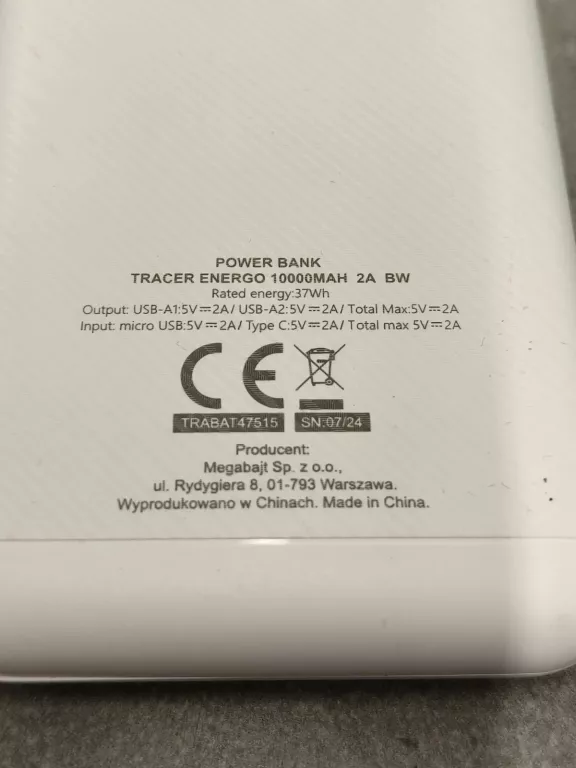 POWER BANK
TRACER ENERGO 10000MAH 2A BW
Rated energy:37Wh
Output: USB-A1:5V⎓2A/ USB-A2:5V⎓2A/ Total Max:5V⎓2A
Input: micro USB:5V⎓2A/ Type C:5V⎓2A/ Total max 5V⎓2A
CE
TRABAT47515 SN:07/24
Producent:
Megabajt Sp. z o.o.,
ul. Rydygiera 8, 01-793 Warszawa.
Wyprodukowano w Chinach. Made in China.